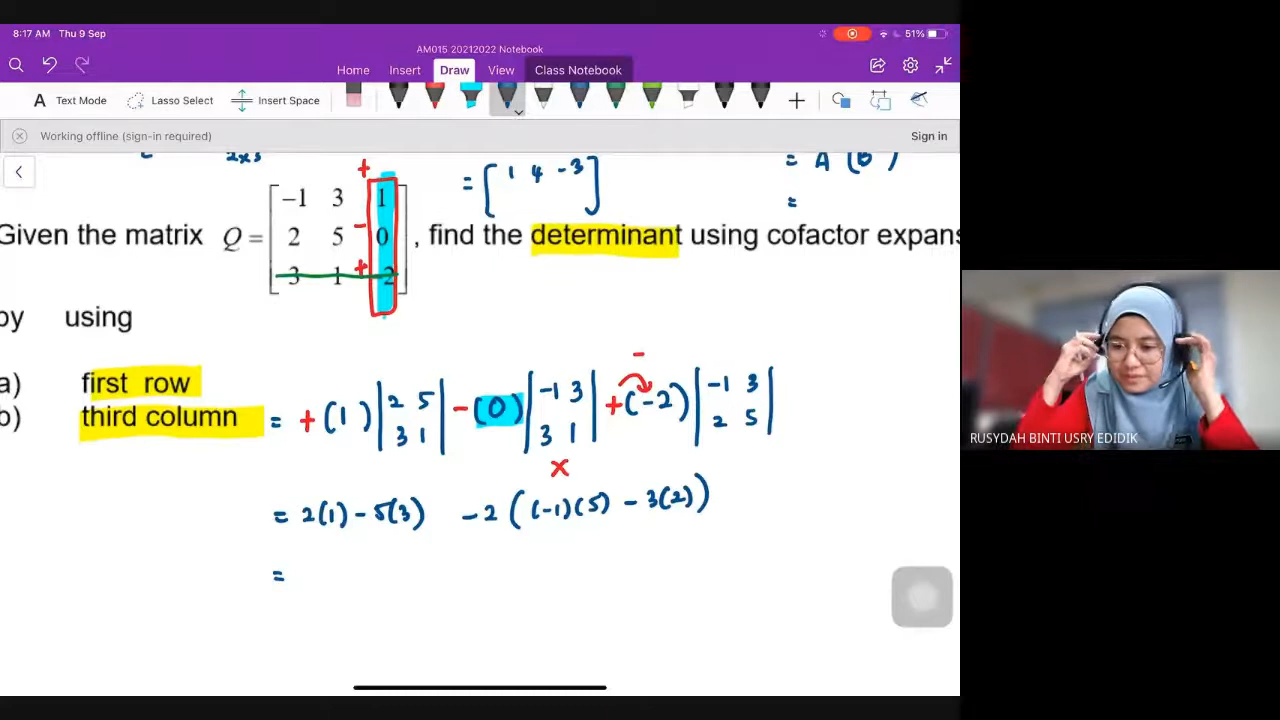 8:17 AM Thu 9 Sep
51%
AM015 20212022 Notebook
Home Insert Draw View Class Notebook
A Text Mode Lasso Select Insert Space
Working offline (sign-in required) Sign in
2x3
= [ 1 4 -3 ]
= A (B )
=
Given the matrix Q = [ −1 3 1
2 5 0
3 1 −2 ] , find the determinant using cofactor expans
+
-
+
by using
a) first row
b) third column
-
= + (1) | 2 5 | - (0) | -1 3 | + (-2) | -1 3 |
| 3 1 | | 3 1 | | 2 5 |
x
= 2(1) - 5(3) - 2 ( (-1)(5) - 3(2) )
=
RUSYDAH BINTI USRY EDIDIK